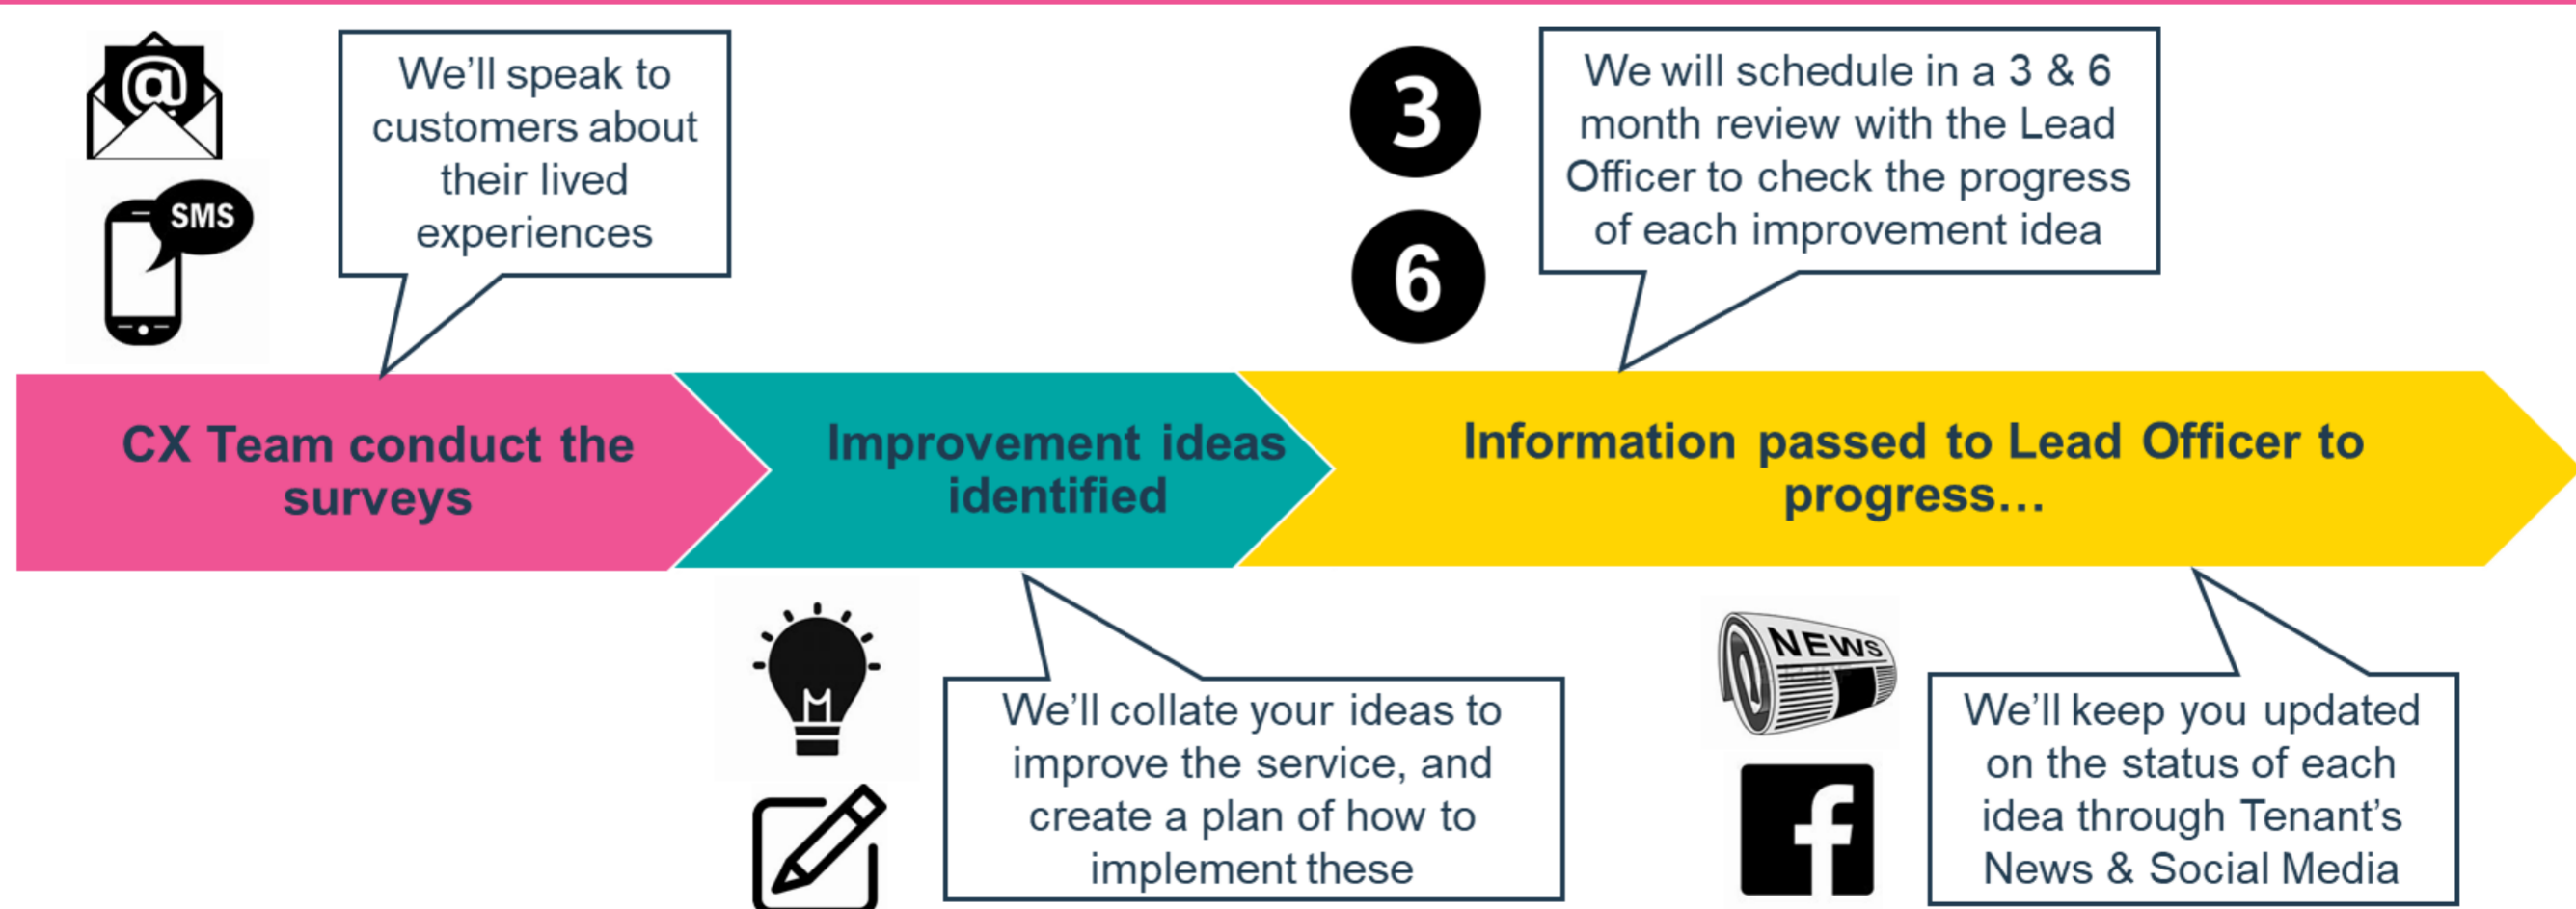 @
SMS
We'll speak to
customers about
their lived
experiences
3
6
We will schedule in a 3 & 6
month review with the Lead
Officer to check the progress
of each improvement idea
CX Team conduct the
surveys
Improvement ideas
identified
Information passed to Lead Officer to
progress...
We'll collate your ideas to
improve the service, and
create a plan of how to
implement these
NEWS
f
We'll keep you updated
on the status of each
idea through Tenant's
News & Social Media